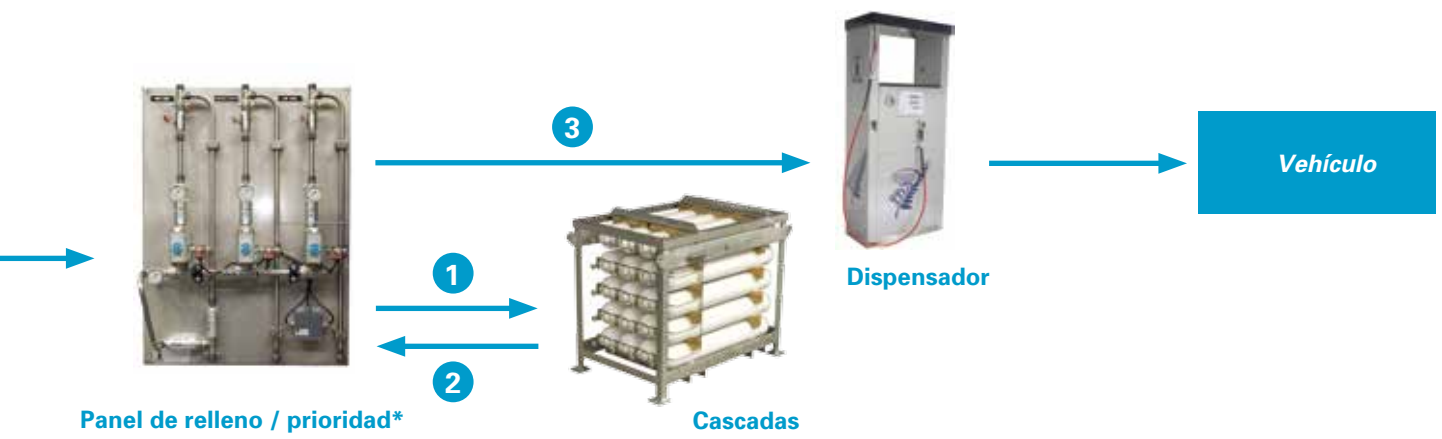 3
Vehículo
1
Dispensador
2
Panel de relleno / prioridad*
Cascadas